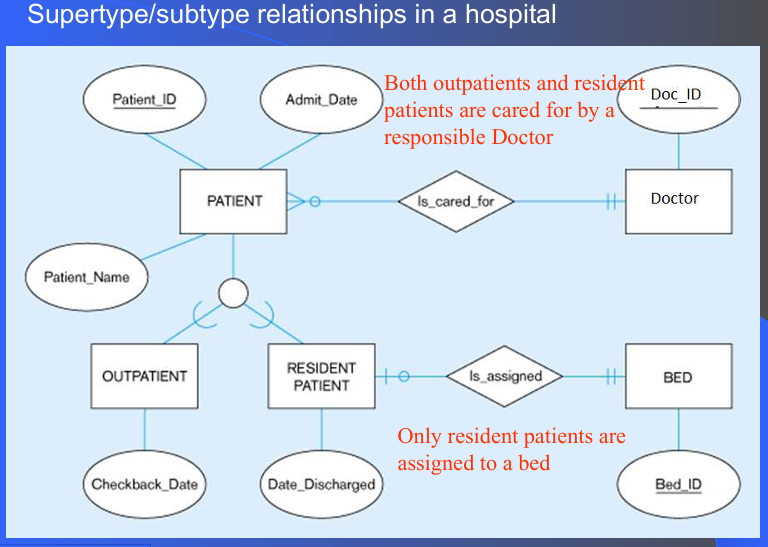 Supertype/subtype relationships in a hospital
Patient_ID
Admit_Date
Both outpatients and resident
patients are cared for by a
responsible Doctor
Doc_ID
PATIENT
Is_cared_for
Doctor
Patient_Name
OUTPATIENT
RESIDENT
PATIENT
Is_assigned
BED
Only resident patients are
assigned to a bed
Checkback_Date
Date_Discharged
Bed_ID